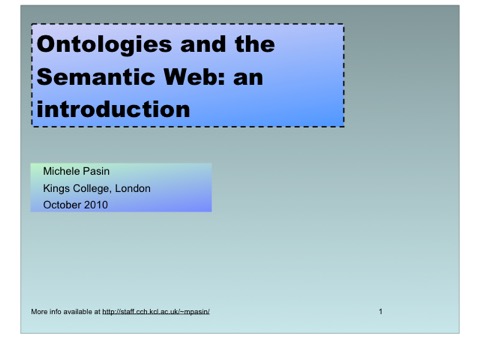 Ontologies and the
Semantic Web: an
introduction
Michele Pasin
Kings College, London
October 2010
More info available at http://staff.cch.kcl.ac.uk/~mpasin/ 1